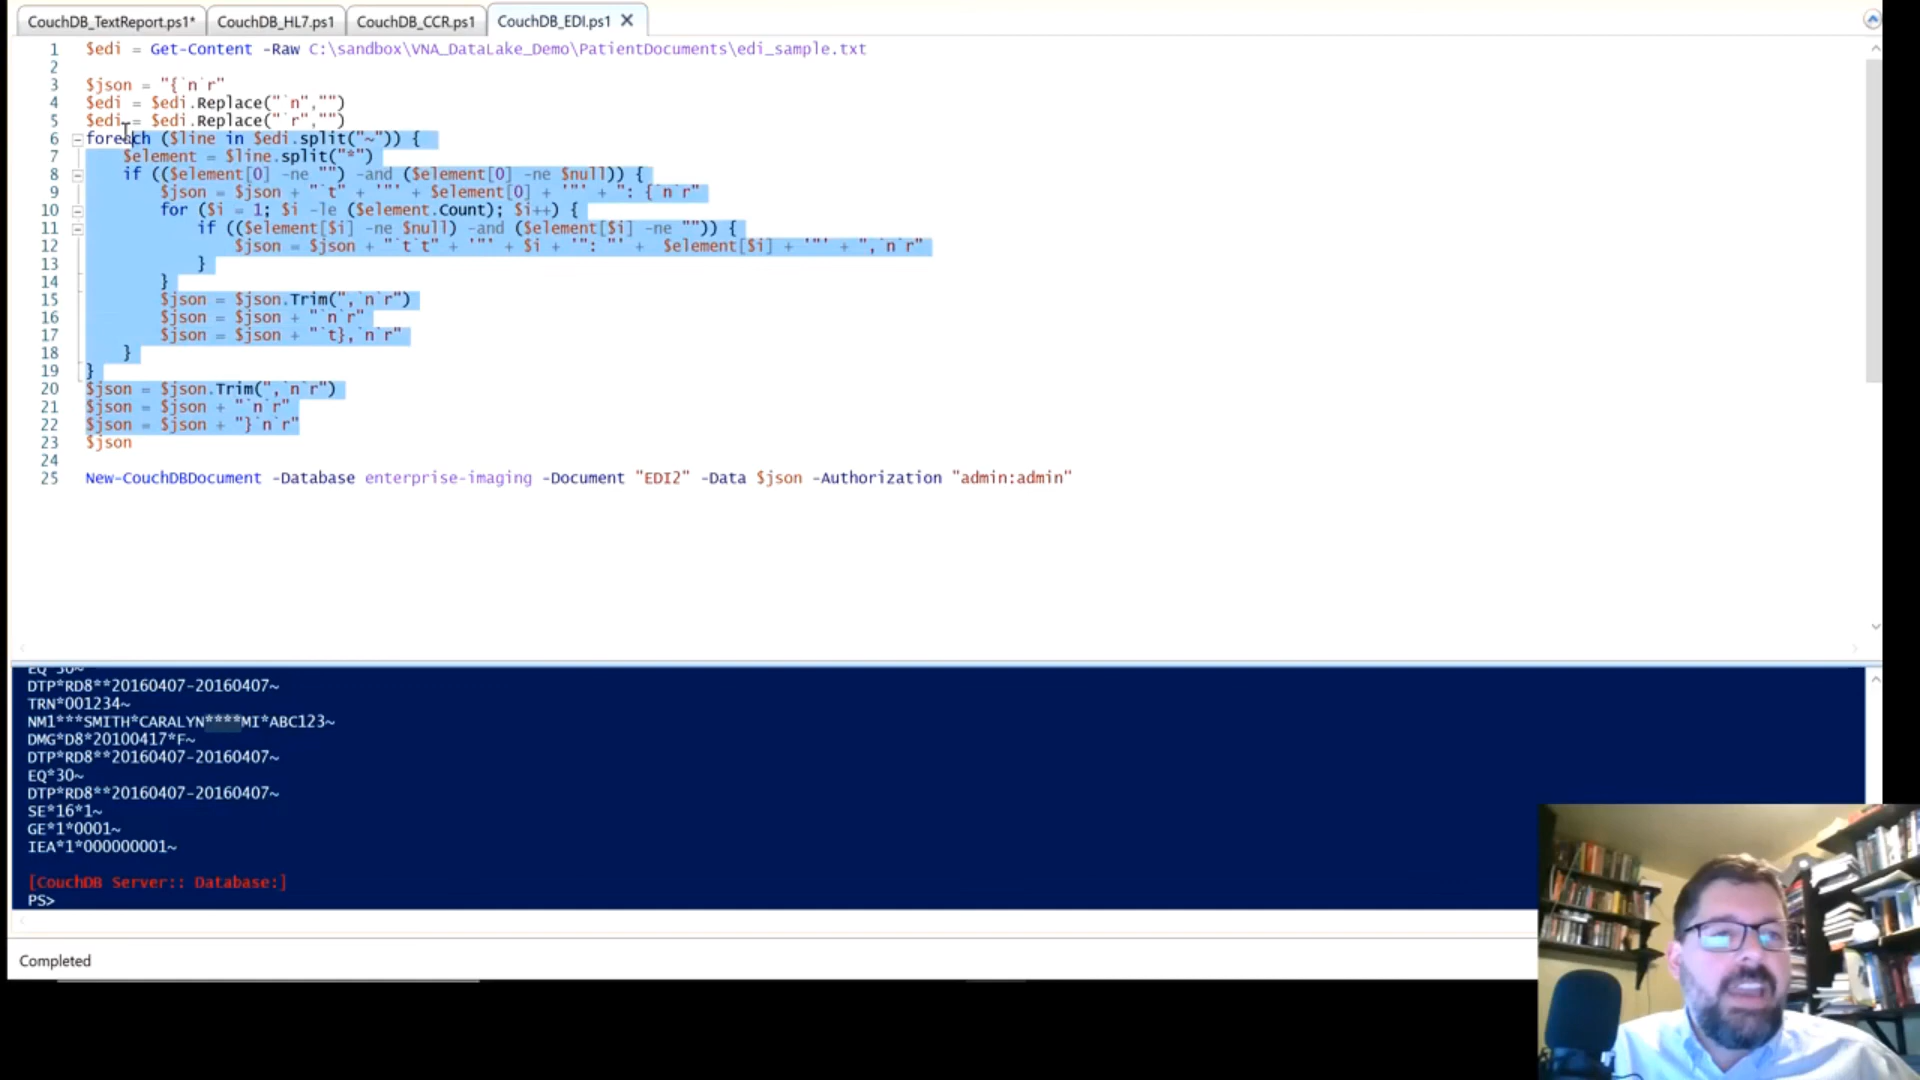 CouchDB_TextReport.ps1* CouchDB_HL7.ps1 CouchDB_CCR.ps1 CouchDB_EDI.ps1
1 $edi = Get-Content -Raw C:\sandbox\VNA_DataLake_Demo\PatientDocuments\edi_sample.txt
2
3 $json = "{`n`r"
4 $edi = $edi.Replace("`n","")
5 $edi = $edi.Replace("`r","")
6 foreach ($line in $edi.split("~")) {
7 $element = $line.split("*")
8 if (($element[0] -ne "") -and ($element[0] -ne $null)) {
9 $json = $json + "`t" + '"' + $element[0] + '"' + ": {`n`r"
10 for ($i = 1; $i -le ($element.Count); $i++) {
11 if (($element[$i] -ne $null) -and ($element[$i] -ne "")) {
12 $json = $json + "`t`t" + '"' + $i + '": "' + $element[$i] + '"' + ",`n`r"
13 }
14 }
15 $json = $json.Trim(",`n`r")
16 $json = $json + "`n`r"
17 $json = $json + "`t},`n`r"
18 }
19 }
20 $json = $json.Trim(",`n`r")
21 $json = $json + "`n`r"
22 $json = $json + "}`n`r"
23 $json
24
25 New-CouchDBDocument -Database enterprise-imaging -Document "EDI2" -Data $json -Authorization "admin:admin"
EQ*30~
DTP*RD8**20160407-20160407~
TRN*001234~
NM1***SMITH*CARALYN****MI*ABC123~
DMG*D8*20100417*F~
DTP*RD8**20160407-20160407~
EQ*30~
DTP*RD8**20160407-20160407~
SE*16*1~
GE*1*0001~
IEA*1*000000001~
[CouchDB Server:: Database:]
PS>
Completed